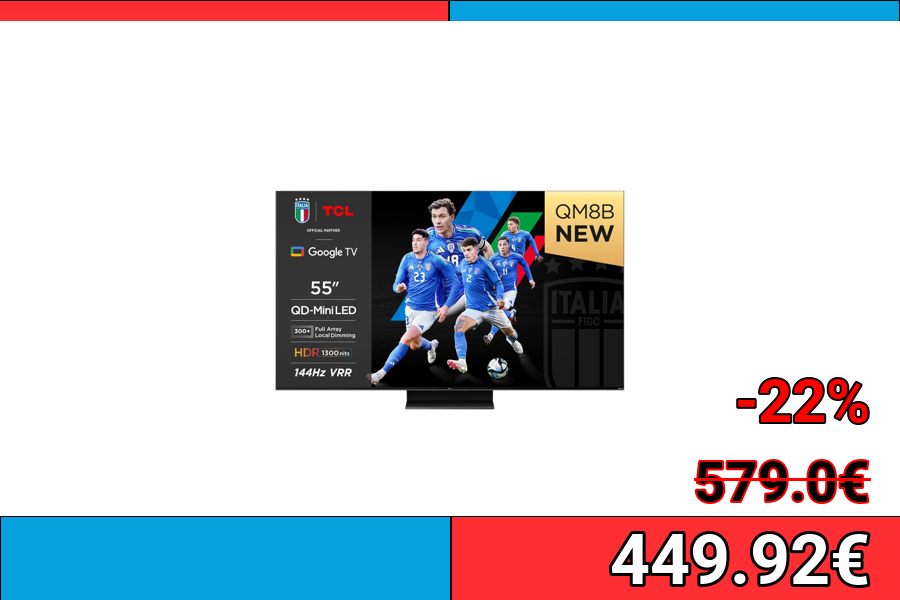 ITALIA
TCL
OFFICIAL PARTNER
Google TV
55"
QD-Mini LED
300+ Full Array
Local Dimming
HDR 1300 nits
144Hz VRR
23
18
2
11
QM8B
NEW
ITALIA
FIGC
-22%
579.0€
449.92€